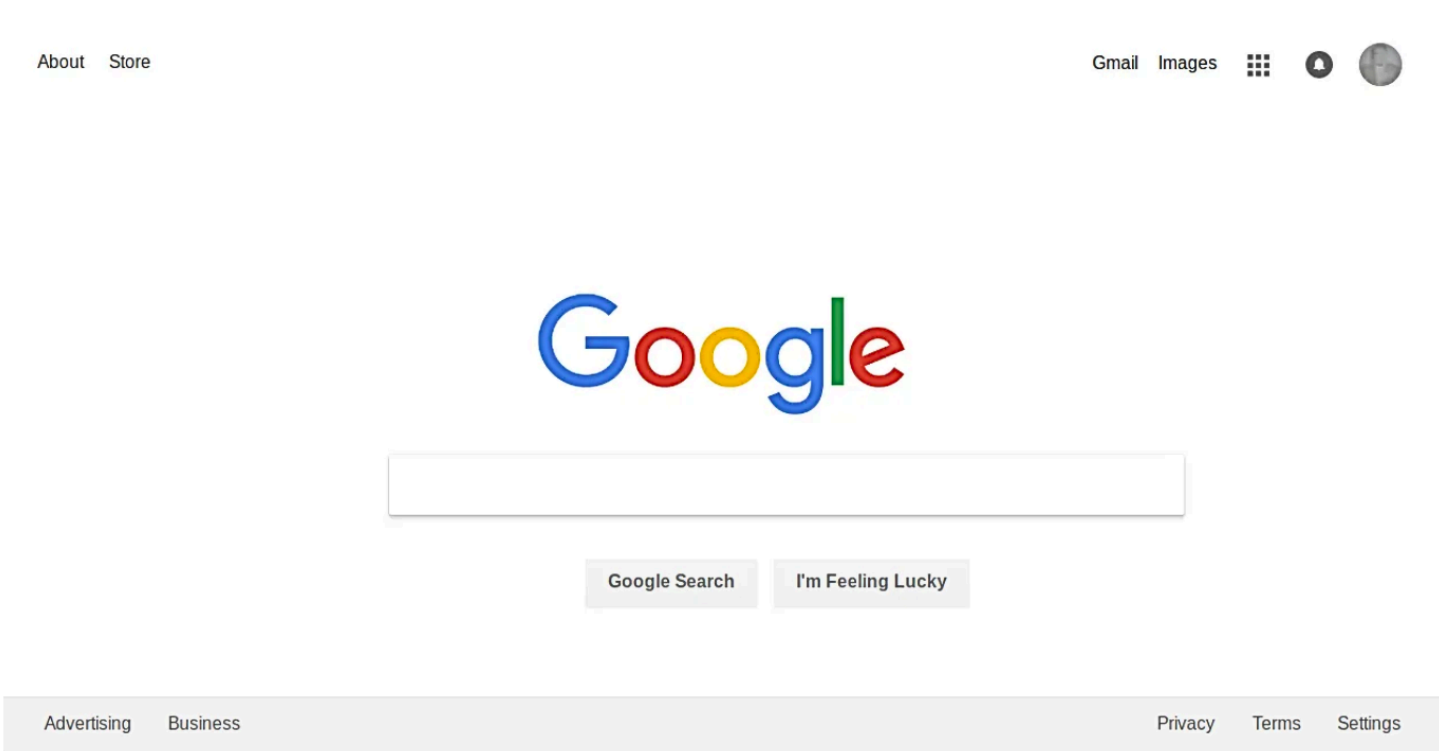 About Store Gmail Images
Google
Google Search I'm Feeling Lucky
Advertising Business Privacy Terms Settings